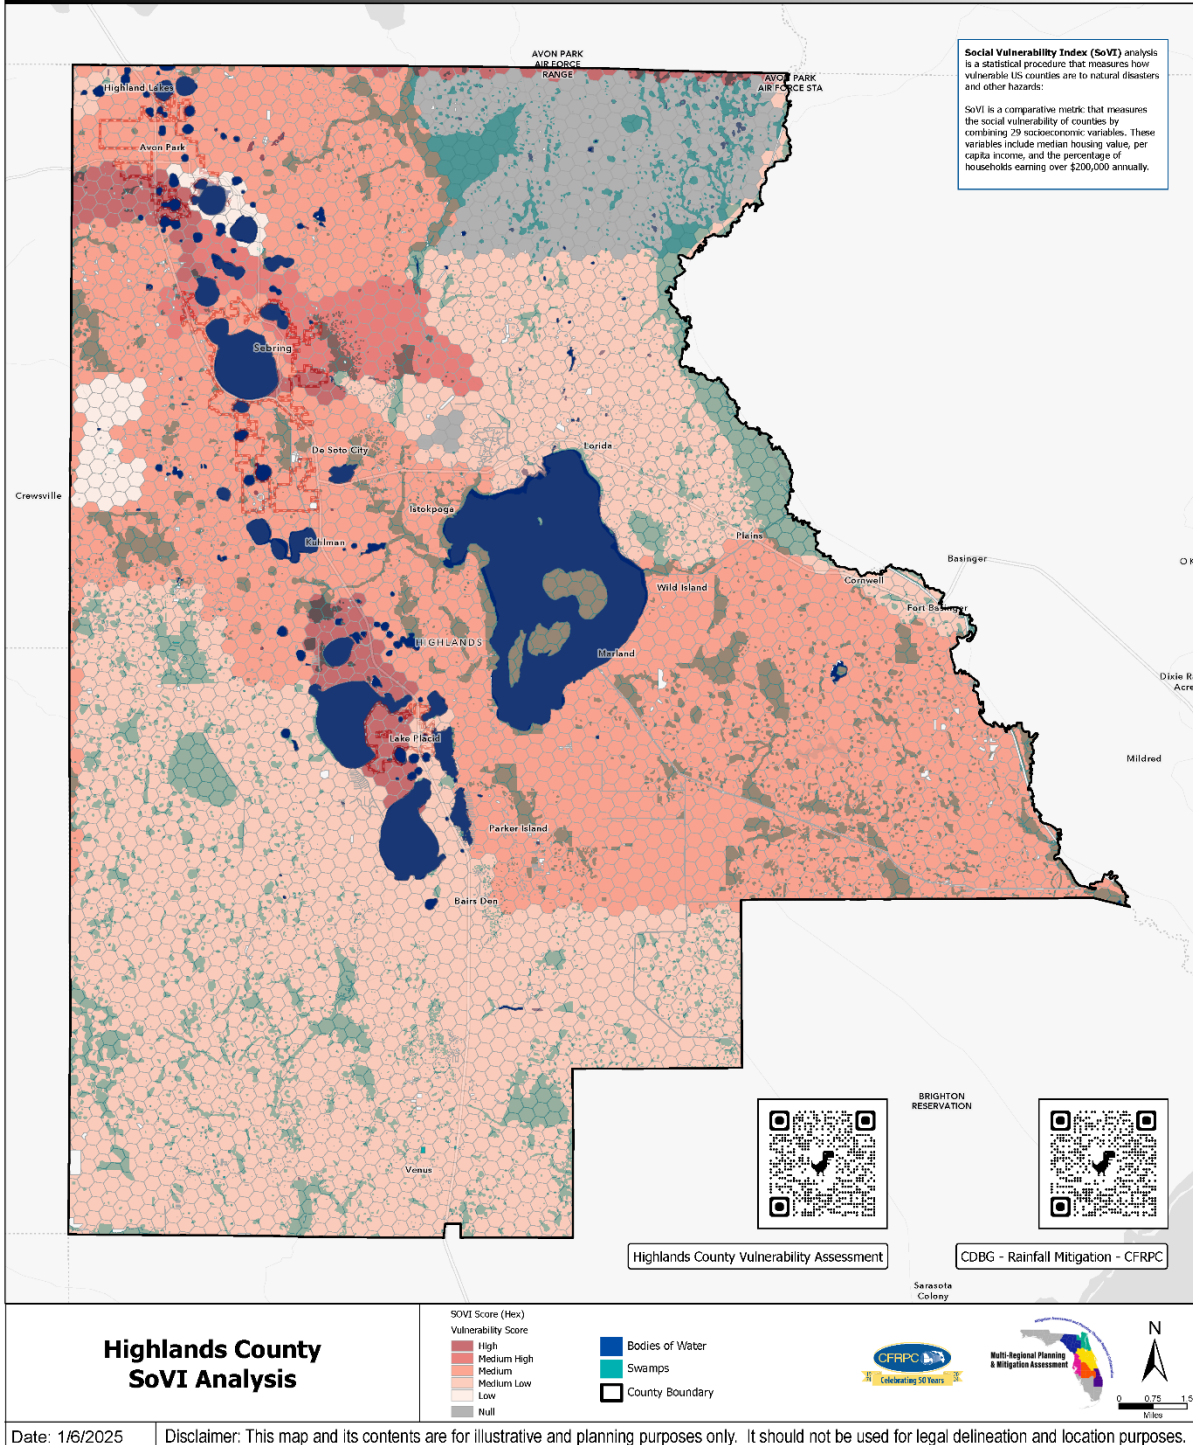 AVON PARK
AIR FORCE
RANGE
AVON PARK
AIR FORCE STA
Social Vulnerability Index (SoVI) analysis
is a statistical procedure that measures how
vulnerable US counties are to natural disasters
and other hazards:
SoVI is a comparative metric that measures
the social vulnerability of counties by
combining 29 socioeconomic variables. These
variables include median housing value, per
capita income, and the percentage of
households earning over $200,000 annually.
Highland Lakes
Avon Park
Sebring
De Soto City
Lorida
Crewsville
Istokpoga
Kuhlman
Plains
Basinger
O K
Wild Island
Cornwell
Fort Basinger
HIGHLANDS
Marland
Dixie R
Acre
Lake Placid
Mildred
Parker Island
Bairs Den
BRIGHTON
RESERVATION
Venus
Highlands County Vulnerability Assessment
CDBG - Rainfall Mitigation - CFRPC
Sarasota
Colony
Highlands County
SoVI Analysis
SOVI Score (Hex)
Vulnerability Score
High
Medium High
Medium
Medium Low
Low
Null
Bodies of Water
Swamps
County Boundary
CFRPC
Celebrating 50 Years
Multi-Regional Planning
& Mitigation Assessment
N
0 0.75 1.5
Miles
Date: 1/6/2025
Disclaimer: This map and its contents are for illustrative and planning purposes only. It should not be used for legal delineation and location purposes.